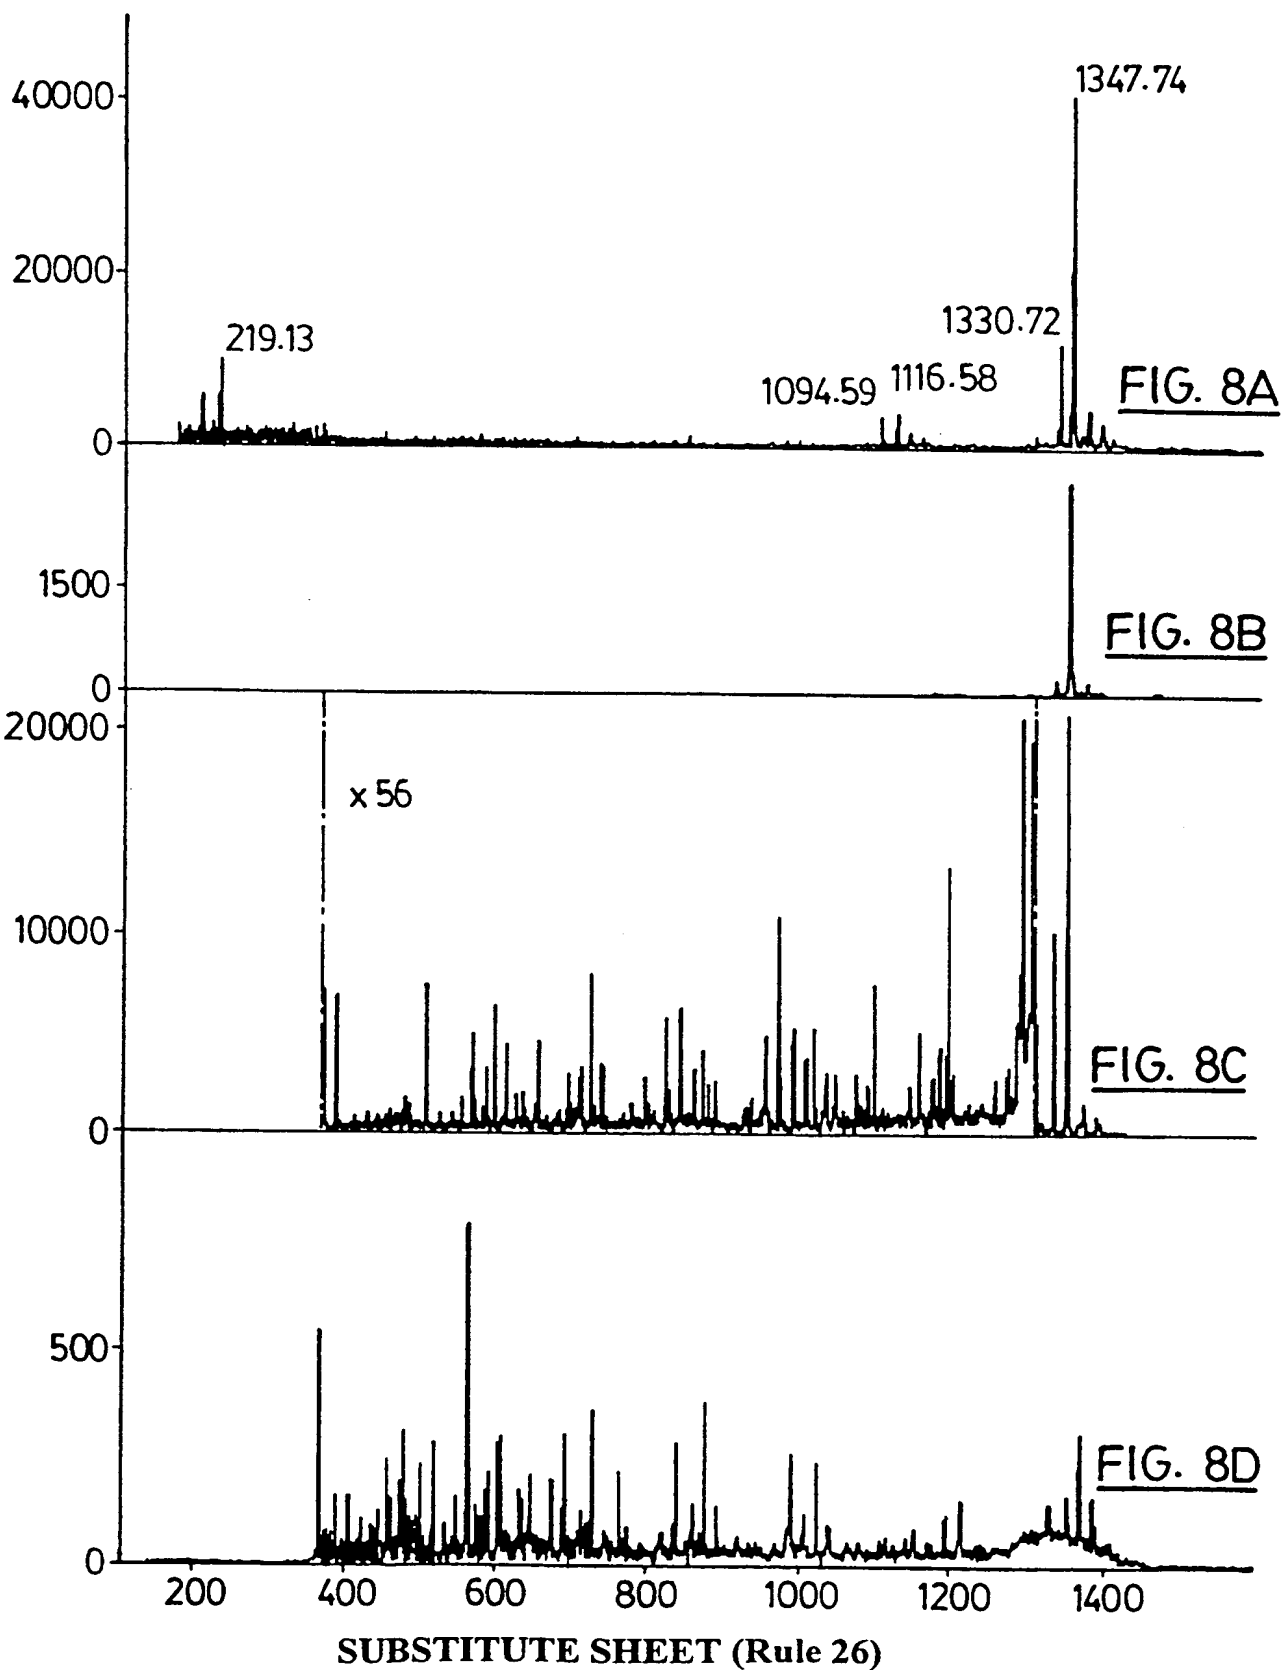 40000
1347.74
20000
219.13
1330.72
1094.59
1116.58
FIG. 8A
0
1500
FIG. 8B
0
20000
x 56
10000
FIG. 8C
0
500
FIG. 8D
0
200 400 600 800 1000 1200 1400
SUBSTITUTE SHEET (Rule 26)